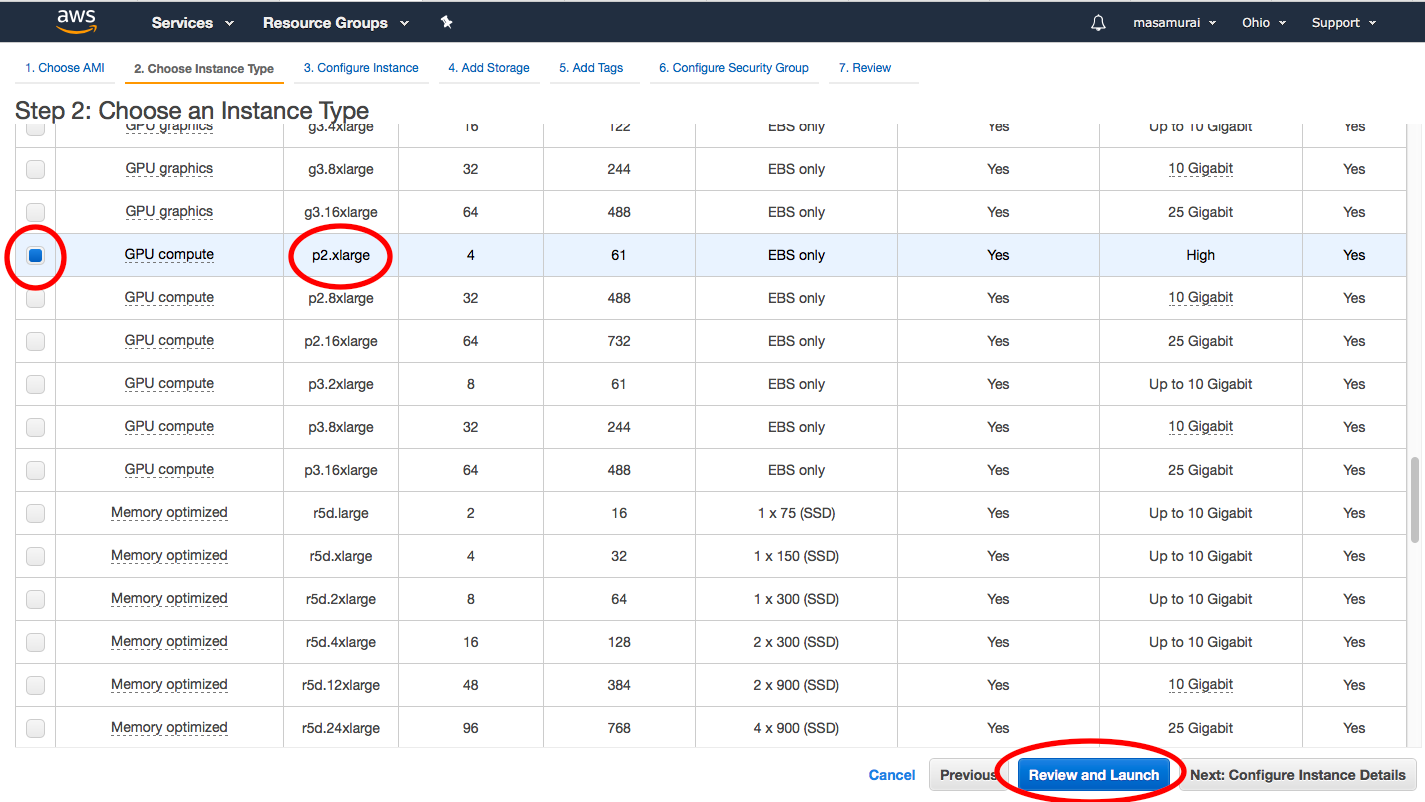 aws Services Resource Groups masamurai Ohio Support
1. Choose AMI 2. Choose Instance Type 3. Configure Instance 4. Add Storage 5. Add Tags 6. Configure Security Group 7. Review
Step 2: Choose an Instance Type
GPU graphics g3.4xlarge 16 122 EBS only Yes Up to 10 Gigabit Yes
GPU graphics g3.8xlarge 32 244 EBS only Yes 10 Gigabit Yes
GPU graphics g3.16xlarge 64 488 EBS only Yes 25 Gigabit Yes
GPU compute p2.xlarge 4 61 EBS only Yes High Yes
GPU compute p2.8xlarge 32 488 EBS only Yes 10 Gigabit Yes
GPU compute p2.16xlarge 64 732 EBS only Yes 25 Gigabit Yes
GPU compute p3.2xlarge 8 61 EBS only Yes Up to 10 Gigabit Yes
GPU compute p3.8xlarge 32 244 EBS only Yes 10 Gigabit Yes
GPU compute p3.16xlarge 64 488 EBS only Yes 25 Gigabit Yes
Memory optimized r5d.large 2 16 1 x 75 (SSD) Yes Up to 10 Gigabit Yes
Memory optimized r5d.xlarge 4 32 1 x 150 (SSD) Yes Up to 10 Gigabit Yes
Memory optimized r5d.2xlarge 8 64 1 x 300 (SSD) Yes Up to 10 Gigabit Yes
Memory optimized r5d.4xlarge 16 128 2 x 300 (SSD) Yes Up to 10 Gigabit Yes
Memory optimized r5d.12xlarge 48 384 2 x 900 (SSD) Yes 10 Gigabit Yes
Memory optimized r5d.24xlarge 96 768 4 x 900 (SSD) Yes 25 Gigabit Yes
Cancel Previous Review and Launch Next: Configure Instance Details